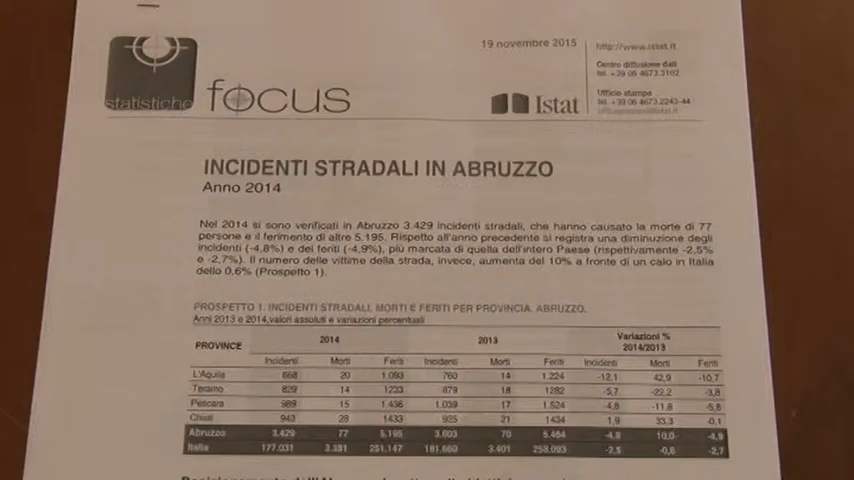 19 novembre 2015
http://www.istat.it
Centro diffusione dati
tel. +39 06 4673.3102
Ufficio stampa
tel. +39 06 4673.2243-44
statistiche focus
Istat
INCIDENTI STRADALI IN ABRUZZO
Anno 2014
Nel 2014 si sono verificati in Abruzzo 3.429 incidenti stradali, che hanno causato la morte di 77
persone e il ferimento di altre 5.195. Rispetto all'anno precedente si registra una diminuzione degli
incidenti (-4,8%) e dei feriti (-4,9%), più marcata di quella dell'intero Paese (rispettivamente -2,5%
e -2,7%). Il numero delle vittime della strada, invece, aumenta del 10% a fronte di un calo in Italia
dello 0,6% (Prospetto 1).
PROSPETTO 1. INCIDENTI STRADALI, MORTI E FERITI PER PROVINCIA. ABRUZZO.
Anni 2013 e 2014, valori assoluti e variazioni percentuali
PROVINCE 2014 2013 Variazioni %
2014/2013
Incidenti Morti Feriti Incidenti Morti Feriti Incidenti Morti Feriti
L'Aquila 668 20 1.093 760 14 1.224 -12,1 42,9 -10,7
Teramo 829 14 1233 879 18 1282 -5,7 -22,2 -3,8
Pescara 989 15 1.436 1.039 17 1.524 -4,8 -11,8 -5,8
Chieti 943 28 1433 925 21 1434 1,9 33,3 -0,1
Abruzzo 3.429 77 5.195 3.603 70 5.464 -4,8 10,0 -4,9
Italia 177.031 3.381 251.147 181.660 3.401 258.093 -2,5 -0,6 -2,7